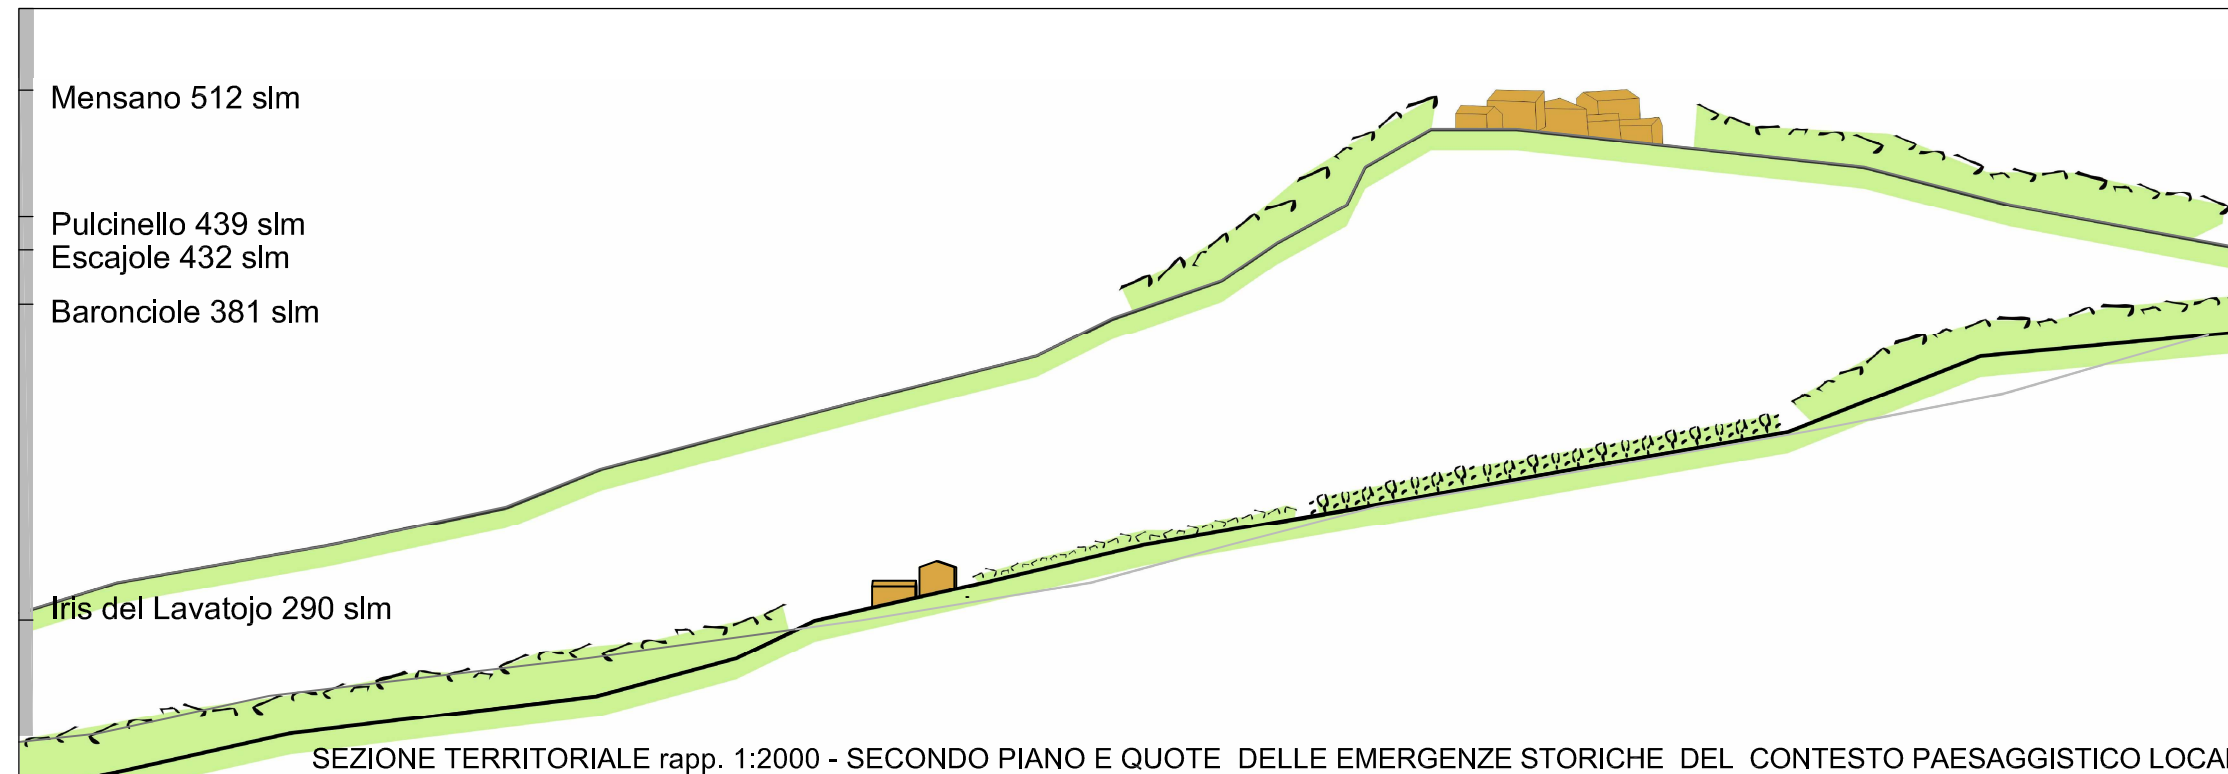 Mensano 512 slm
Pulcinello 439 slm
Escajole 432 slm
Baronciole 381 slm
Iris del Lavatojo 290 slm
SEZIONE TERRITORIALE rapp. 1:2000 - SECONDO PIANO E QUOTE DELLE EMERGENZE STORICHE DEL CONTESTO PAESAGGISTICO